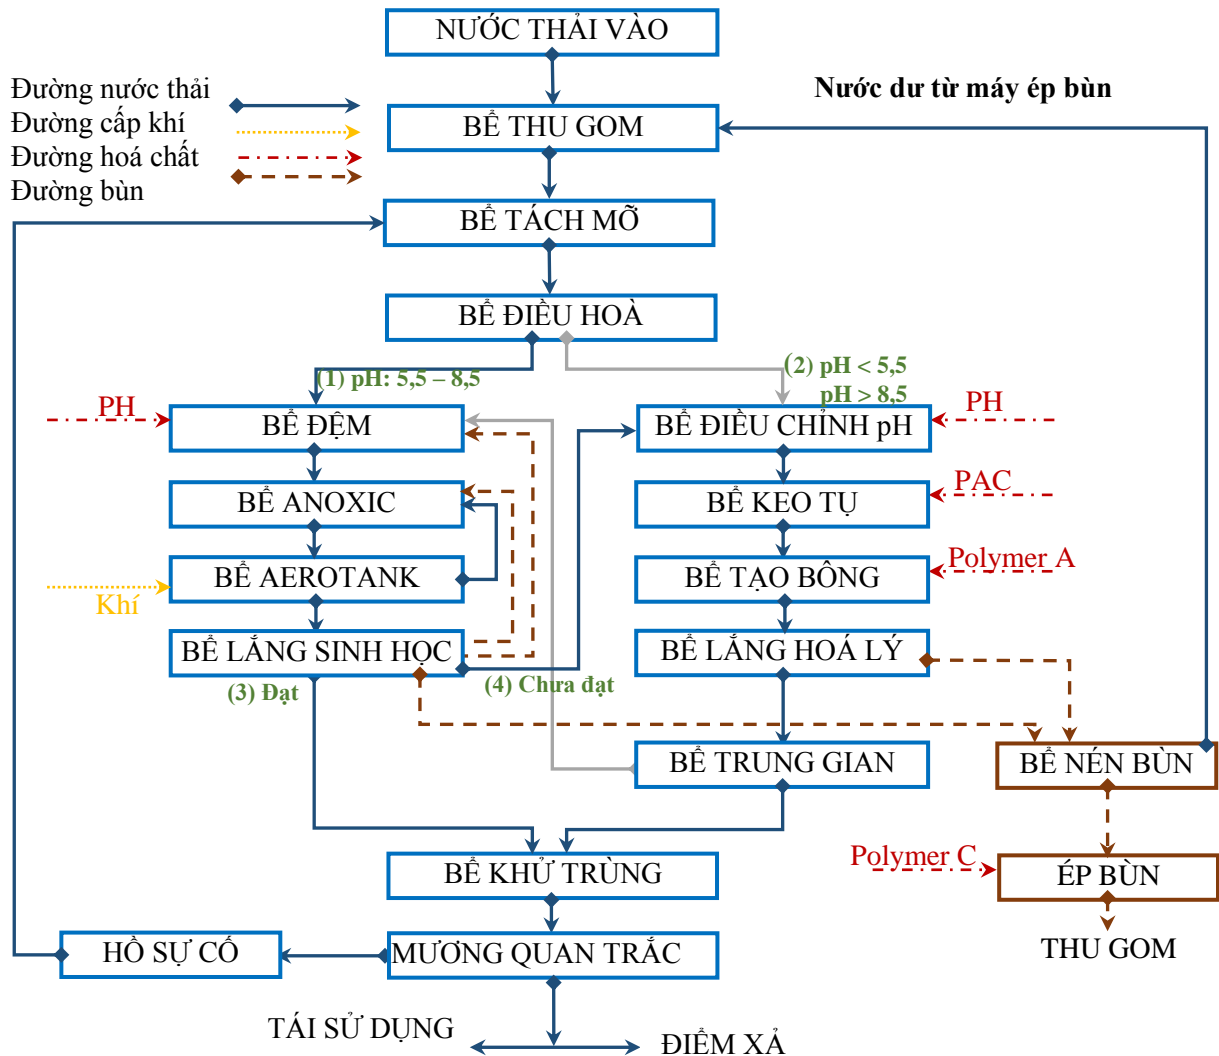 NƯỚC THẢI VÀO
Đường nước thải
Đường cấp khí
Đường hoá chất
Đường bùn
Nước dư từ máy ép bùn
BỂ THU GOM
BỂ TÁCH MỠ
BỂ ĐIỀU HOÀ
(1) pH: 5,5 – 8,5
(2) pH < 5,5
pH > 8,5
PH
BỂ ĐỆM
BỂ ĐIỀU CHỈNH pH
PH
BỂ ANOXIC
BỂ KEO TỤ
PAC
BỂ AEROTANK
Khí
BỂ TẠO BÔNG
Polymer A
BỂ LẮNG SINH HỌC
BỂ LẮNG HOÁ LÝ
(3) Đạt
(4) Chưa đạt
BỂ TRUNG GIAN
BỂ NÉN BÙN
BỂ KHỬ TRÙNG
Polymer C
ÉP BÙN
HỒ SỰ CỐ
MƯƠNG QUAN TRẮC
THU GOM
TÁI SỬ DỤNG
ĐIỂM XẢ